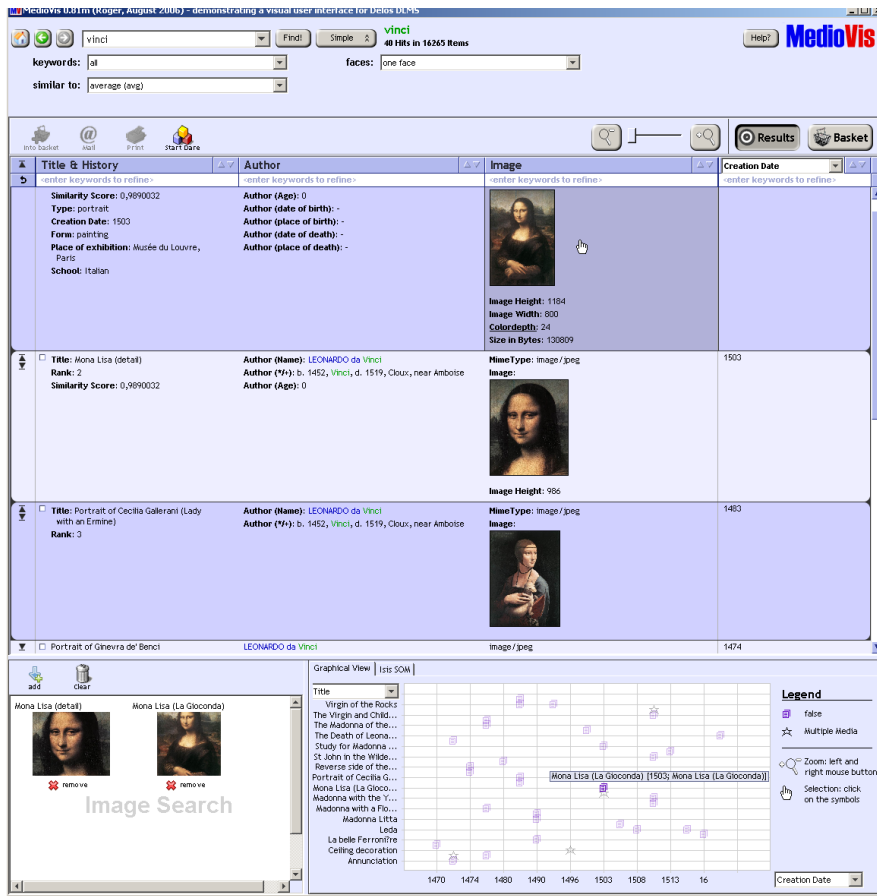 MedioVis 0.81m (Roger, August 2006) - demonstrating a visual user interface for Delos DLMS
vinci
Find!
Simple
vinci
40 Hits in 16265 Items
Help?
MedioVis
keywords: all
faces: one face
similar to: average (avg)
into basket
Mail
Print
Start Dare
Results
Basket
Title & History
Author
Image
Creation Date
<enter keywords to refine>
<enter keywords to refine>
<enter keywords to refine>
<enter keywords to refine>
Similarity Score: 0,9890032
Type: portrait
Creation Date: 1503
Form: painting
Place of exhibition: Musée du Louvre,
Paris
School: Italian
Author (Age): 0
Author (date of birth): -
Author (place of birth): -
Author (date of death): -
Author (place of death): -
Image Height: 1184
Image Width: 800
Colordepth: 24
Size in Bytes: 130809
Title: Mona Lisa (detail)
Rank: 2
Similarity Score: 0,9890032
Author (Name): LEONARDO da Vinci
Author (*/+): b. 1452, Vinci, d. 1519, Cloux, near Amboise
Author (Age): 0
MimeType: image/jpeg
Image:
Image Height: 986
1503
Title: Portrait of Cecilia Gallerani (Lady
with an Ermine)
Rank: 3
Author (Name): LEONARDO da Vinci
Author (*/+): b. 1452, Vinci, d. 1519, Cloux, near Amboise
MimeType: image/jpeg
Image:
1483
Portrait of Ginevra de' Benci
LEONARDO da Vinci
image/jpeg
1474
add
Clear
Mona Lisa (detail)
Mona Lisa (La Gioconda)
remove
remove
Image Search
Graphical View
Isis SOM
Title
Virgin of the Rocks
The Virgin and Child...
The Madonna of the...
The Death of Leona...
Study for Madonna ...
St John in the Wilde...
Reverse side of the...
Portrait of Cecilia G...
Mona Lisa (La Gioco...
Madonna with the Y...
Madonna with a Flo...
Madonna Litta
Leda
La belle Ferroni?re
Ceiling decoration
Annunciation
Mona Lisa (La Gioconda) [1503; Mona Lisa (La Gioconda)]
1470 1474 1480 1490 1496 1503 1508 1513 16
Legend
false
Multiple Media
Zoom: left and
right mouse button
Selection: click
on the symbols
Creation Date